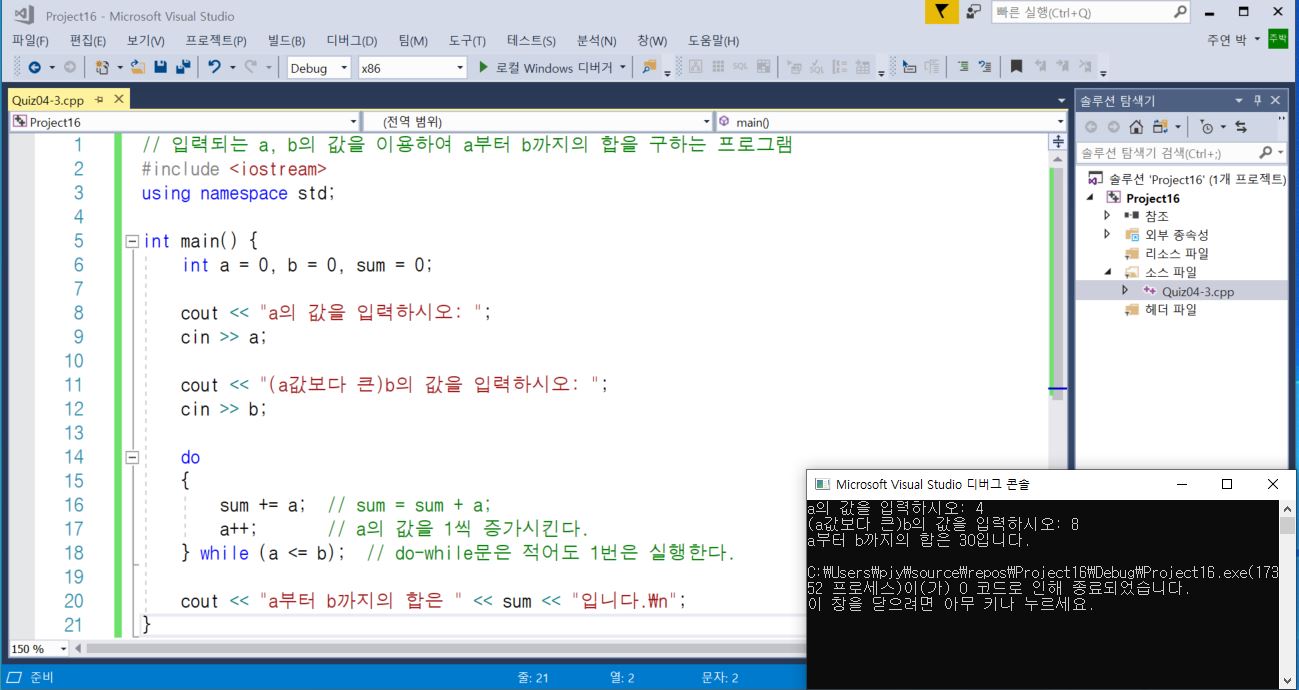 Project16 - Microsoft Visual Studio
빠른 실행(Ctrl+Q)
파일(F) 편집(E) 보기(V) 프로젝트(P) 빌드(B) 디버그(D) 팀(M) 도구(T) 테스트(S) 분석(N) 창(W) 도움말(H)
주연 박
주박
Debug x86 로컬 Windows 디버거
Quiz04-3.cpp
Project16 (전역 범위) main()
1 // 입력되는 a, b의 값을 이용하여 a부터 b까지의 합을 구하는 프로그램
2 #include <iostream>
3 using namespace std;
4
5 int main() {
6 int a = 0, b = 0, sum = 0;
7
8 cout << "a의 값을 입력하시오: ";
9 cin >> a;
10
11 cout << "(a값보다 큰)b의 값을 입력하시오: ";
12 cin >> b;
13
14 do
15 {
16 sum += a; // sum = sum + a;
17 a++; // a의 값을 1씩 증가시킨다.
18 } while (a <= b); // do-while문은 적어도 1번은 실행한다.
19
20 cout << "a부터 b까지의 합은 " << sum << "입니다.₩n";
21 }
150 %
준비 줄: 21 열: 2 문자: 2
솔루션 탐색기
솔루션 탐색기 검색(Ctrl+;)
솔루션 'Project16' (1개 프로젝트)
Project16
참조
외부 종속성
리소스 파일
소스 파일
Quiz04-3.cpp
헤더 파일
Microsoft Visual Studio 디버그 콘솔
a의 값을 입력하시오: 4
(a값보다 큰)b의 값을 입력하시오: 8
a부터 b까지의 합은 30입니다.
C:₩Users₩pjy₩source₩repos₩Project16₩Debug₩Project16.exe(173
52 프로세스)이(가) 0 코드로 인해 종료되었습니다.
이 창을 닫으려면 아무 키나 누르세요.